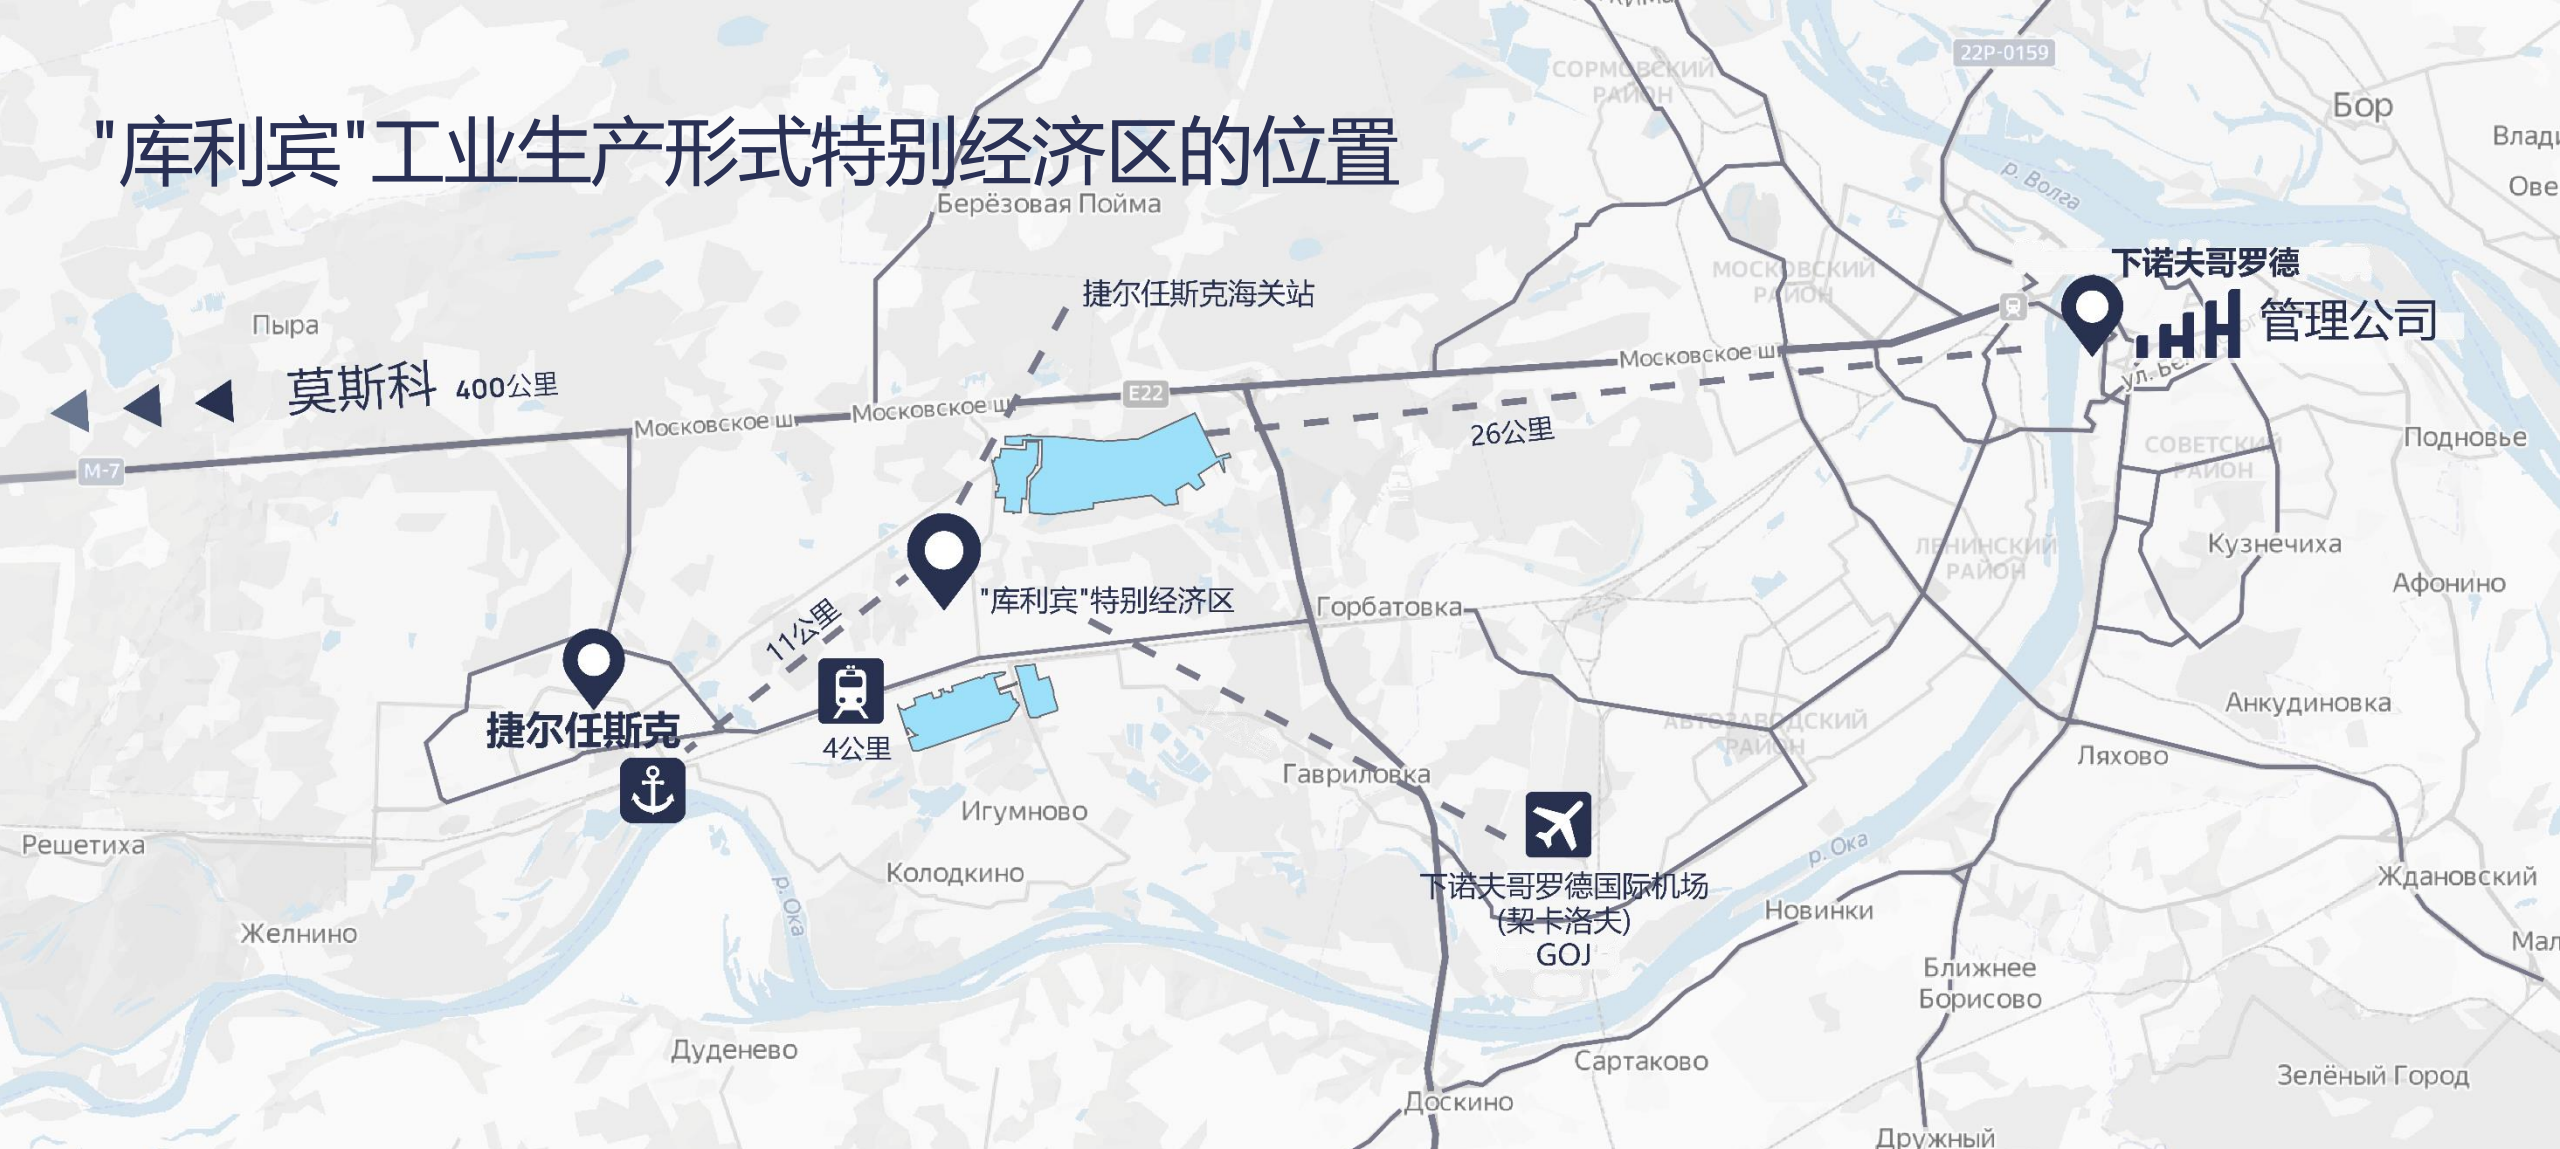 22Р-0159
СОРМОВСКИЙ
РАЙОН
Бор
"库利宾"工业生产形式特别经济区的位置
р. Волга
Берёзовая Пойма
下诺夫哥罗德
管理公司
МОСКОВСКИЙ
РАЙОН
捷尔任斯克海关站
Пыра
莫斯科 400公里
Московское ш.
Московское ш.
E22
Московское ш.
26公里
M-7
СОВЕТСКИЙ
РАЙОН
Подновье
ЛЕНИНСКИЙ
РАЙОН
Кузнечиха
Афонино
"库利宾"特别经济区
Горбатовка
11公里
捷尔任斯克
4公里
АВТОЗАВОДСКИЙ
РАЙОН
Анкудиновка
Ляхово
Гавриловка
Игумново
Решетиха
Колодкино
р. Ока
р. Ока
下诺夫哥罗德国际机场
(契卡洛夫)
GOJ
Ждановский
Новинки
Желнино
Ближнее
Борисово
Дуденево
Сартаково
Зелёный Город
Доскино
Дружный